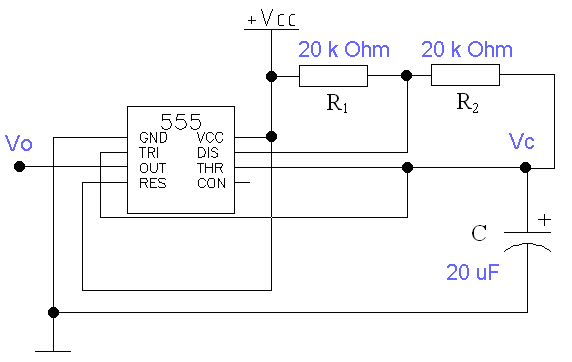 +Vcc
20 k Ohm
20 k Ohm
R1
R2
555
Vo
GND VCC
TRI DIS
OUT THR
RES CON
Vc
C +
20 uF